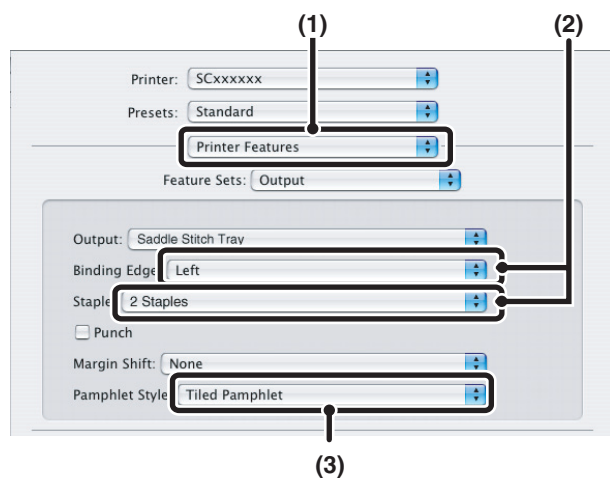 (1) (2)
Printer: SCxxxxxx
Presets: Standard
Printer Features
Feature Sets: Output
Output: Saddle Stitch Tray
Binding Edge Left
Staple 2 Staples
Punch
Margin Shift: None
Pamphlet Style Tiled Pamphlet
(3)